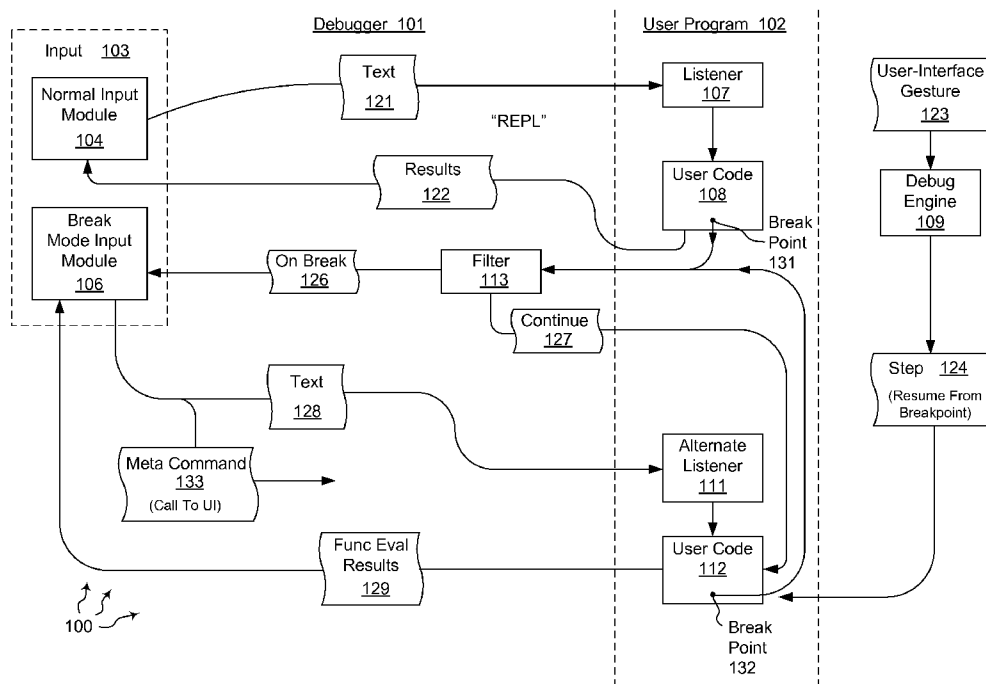 Debugger 101
User Program 102
Input 103
Normal Input
Module
104
Text
121
Listener
107
User-Interface
Gesture
123
"REPL"
Results
122
User Code
108
Debug
Engine
109
Break
Mode Input
Module
106
Break
Point
131
On Break
126
Filter
113
Continue
127
Text
128
Step 124
(Resume From
Breakpoint)
Meta Command
133
(Call To UI)
Alternate
Listener
111
Func Eval
Results
129
User Code
112
100
Break
Point
132